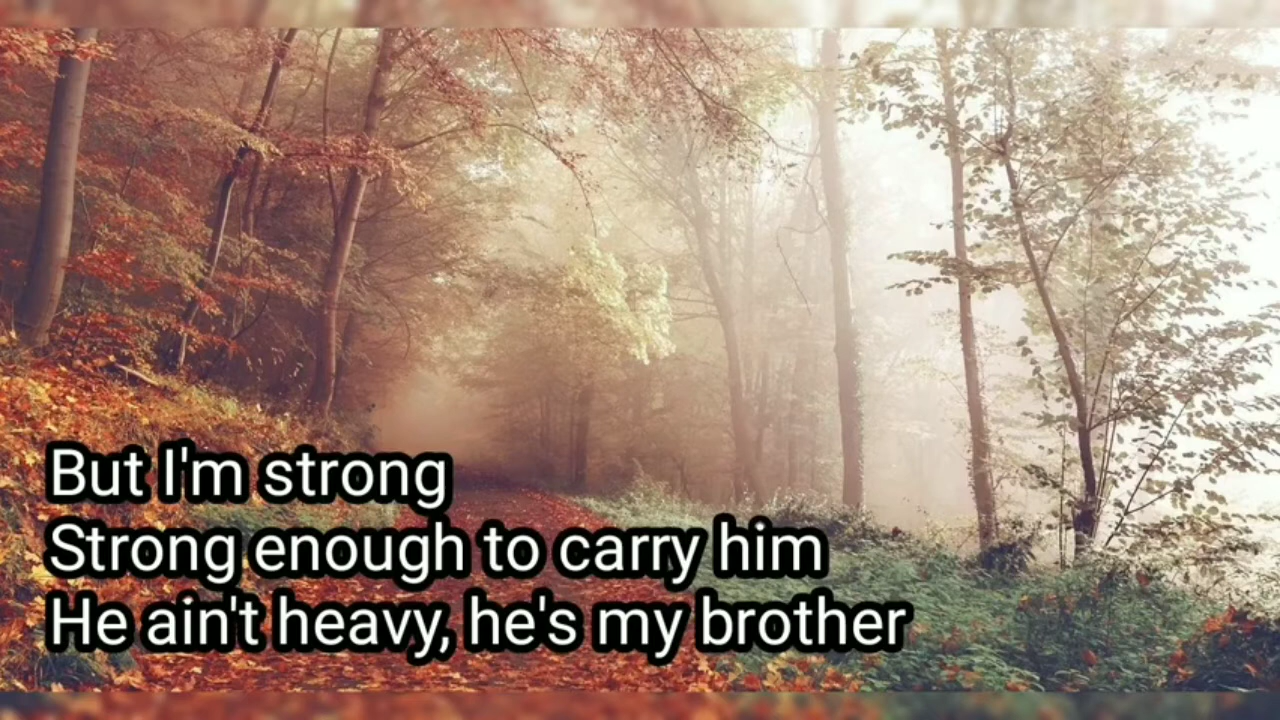 But I'm strong
Strong enough to carry him
He ain't heavy, he's my brother